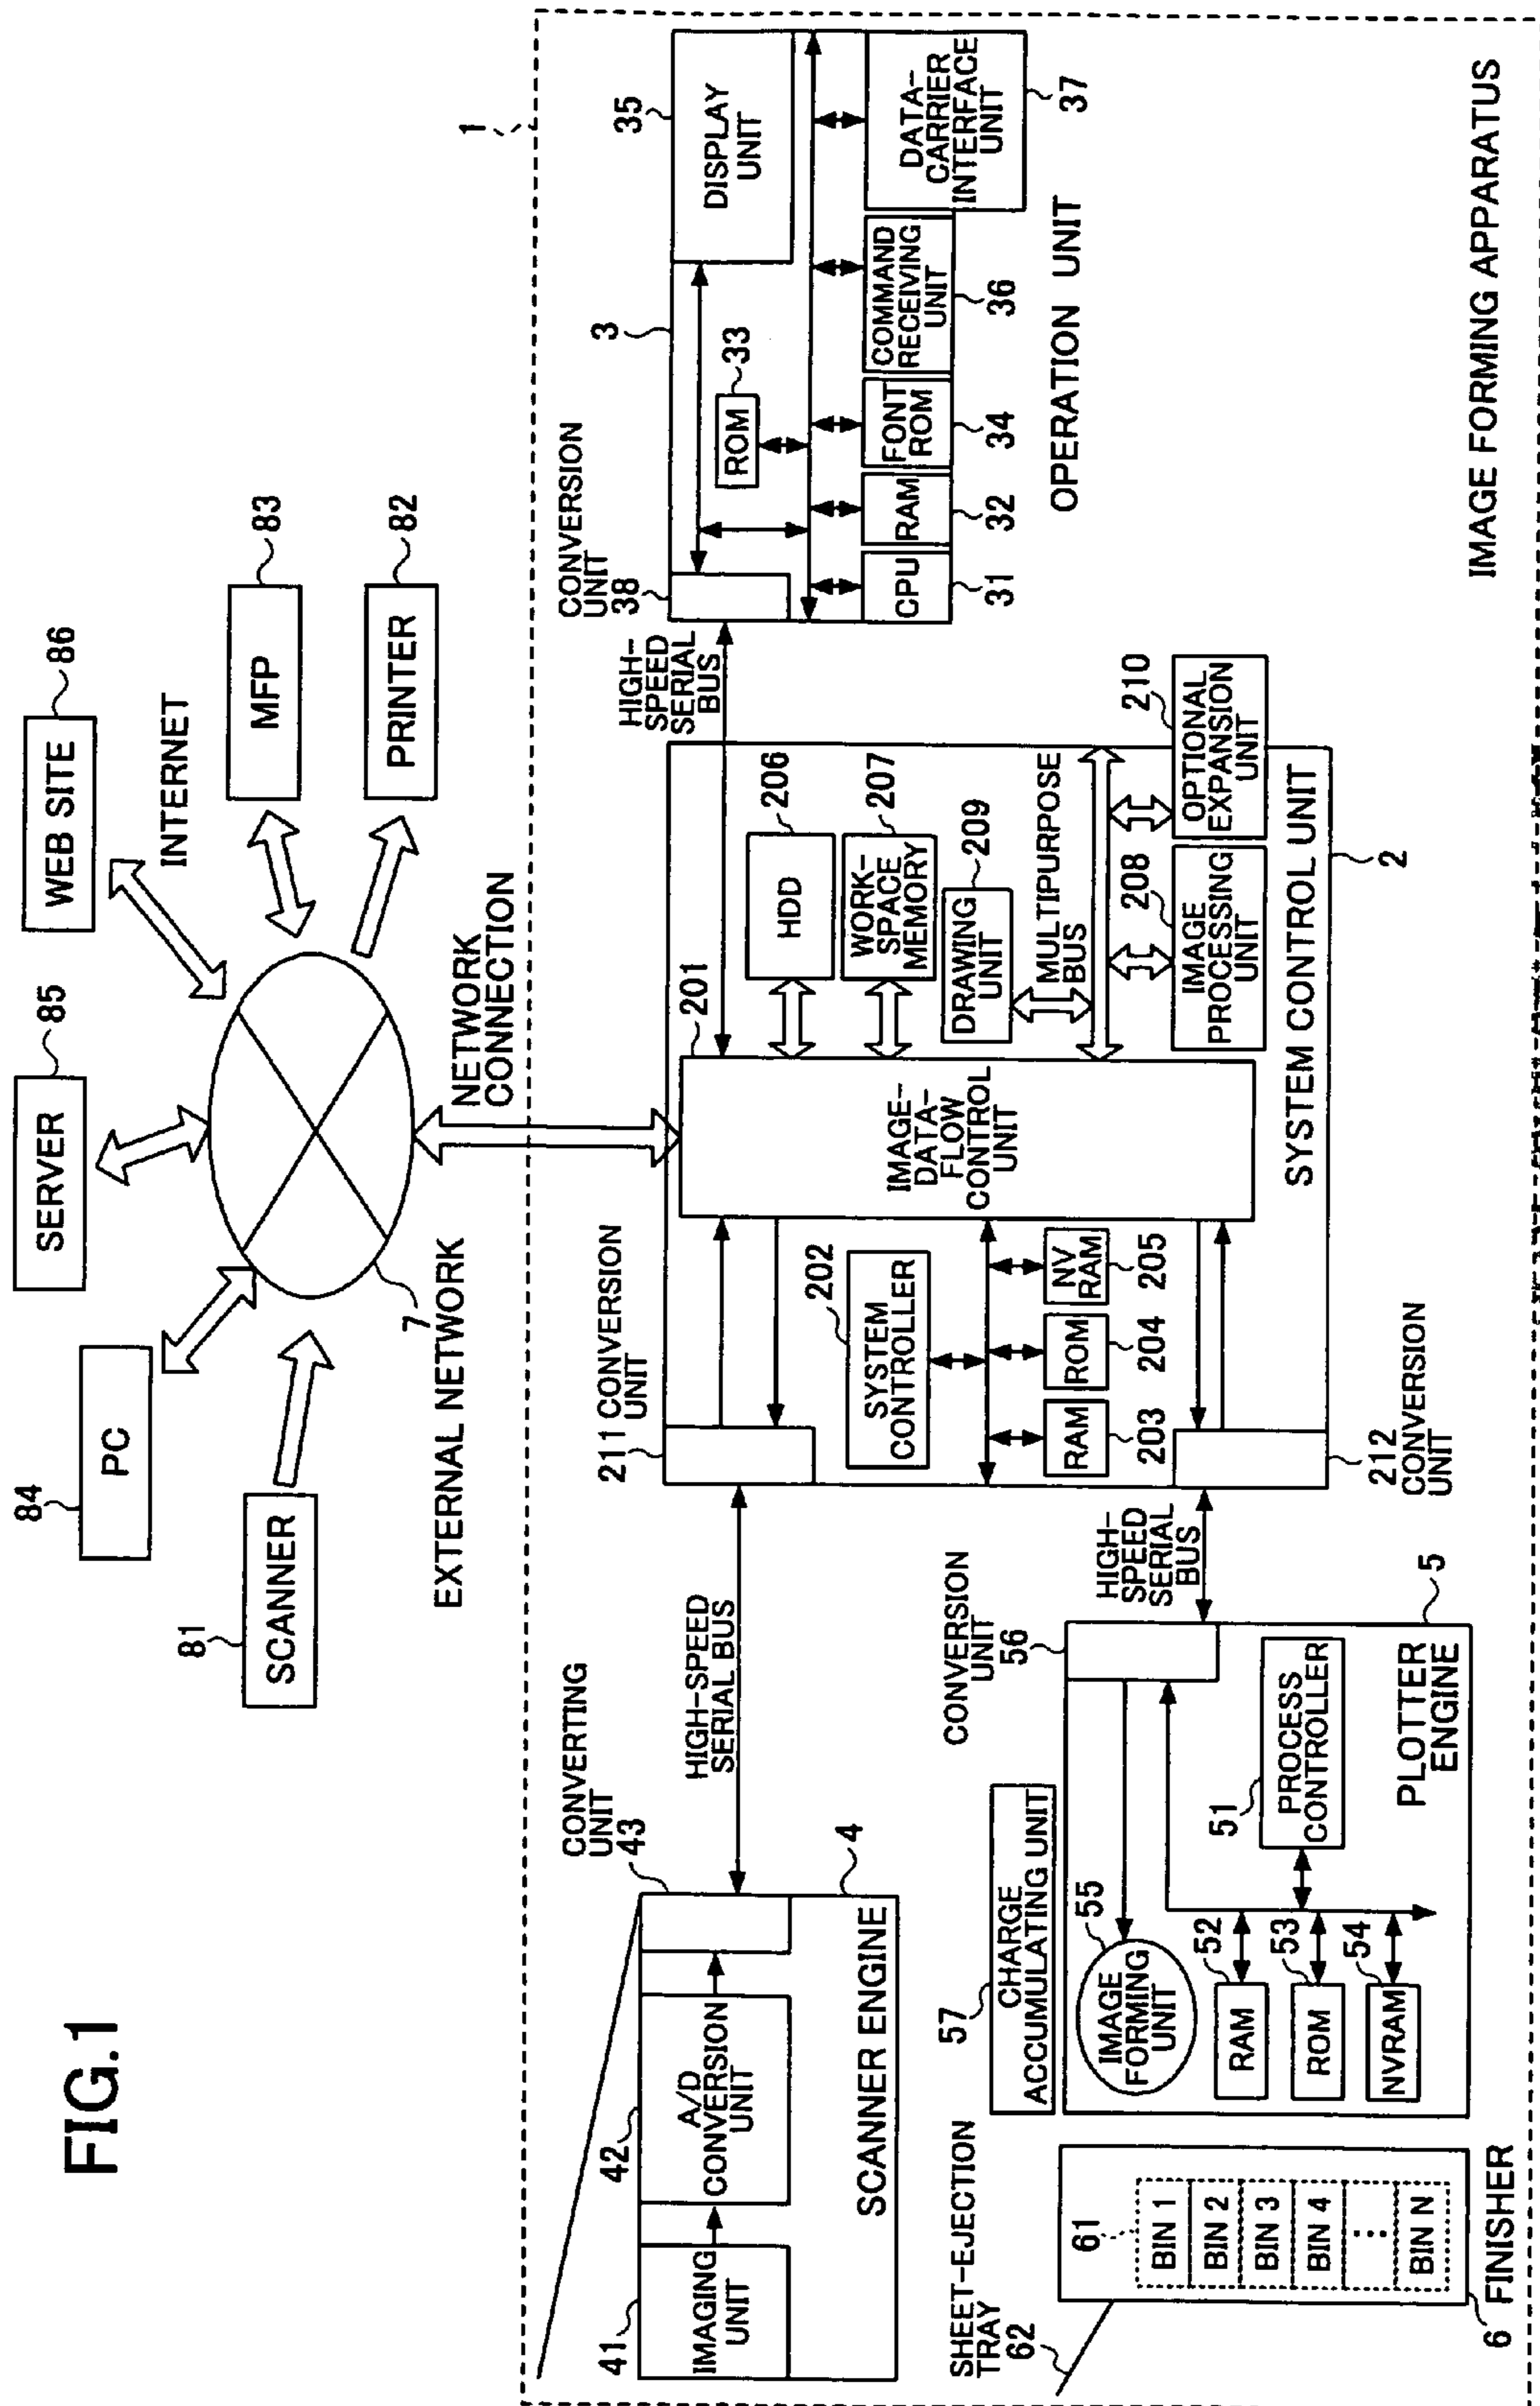 FIG.1
84
PC
SERVER
85
WEB SITE
86
81
SCANNER
INTERNET
MFP
83
PRINTER
82
7
EXTERNAL NETWORK
NETWORK
CONNECTION
1
CONVERTING
UNIT
43
41
IMAGING
UNIT
42
A/D
CONVERSION
UNIT
SCANNER ENGINE
4
HIGH-SPEED
SERIAL BUS
211 CONVERSION
UNIT
201
IMAGE-
DATA-
FLOW
CONTROL
UNIT
202
SYSTEM
CONTROLLER
RAM
203
ROM
204
NV
RAM
205
HDD
206
WORK-
SPACE
MEMORY
207
DRAWING
UNIT
209
MULTIPURPOSE
BUS
208
IMAGE
PROCESSING
UNIT
210
OPTIONAL
EXPANSION
UNIT
SYSTEM CONTROL UNIT
2
212
CONVERSION
UNIT
HIGH-
SPEED
SERIAL
BUS
CONVERSION
UNIT
38
3
35
DISPLAY
UNIT
ROM
33
CPU
31
RAM
32
FONT
ROM
34
COMMAND
RECEIVING
UNIT
36
DATA-
CARRIER
INTERFACE
UNIT
37
OPERATION UNIT
SHEET-EJECTION
TRAY
62
61
BIN 1
BIN 2
BIN 3
BIN 4
⋮
BIN N
6
FINISHER
57
CHARGE
ACCUMULATING UNIT
CONVERSION
UNIT
56
HIGH-
SPEED
SERIAL
BUS
5
55
IMAGE
FORMING
UNIT
52
RAM
53
ROM
54
NVRAM
51
PROCESS
CONTROLLER
PLOTTER
ENGINE
IMAGE FORMING APPARATUS